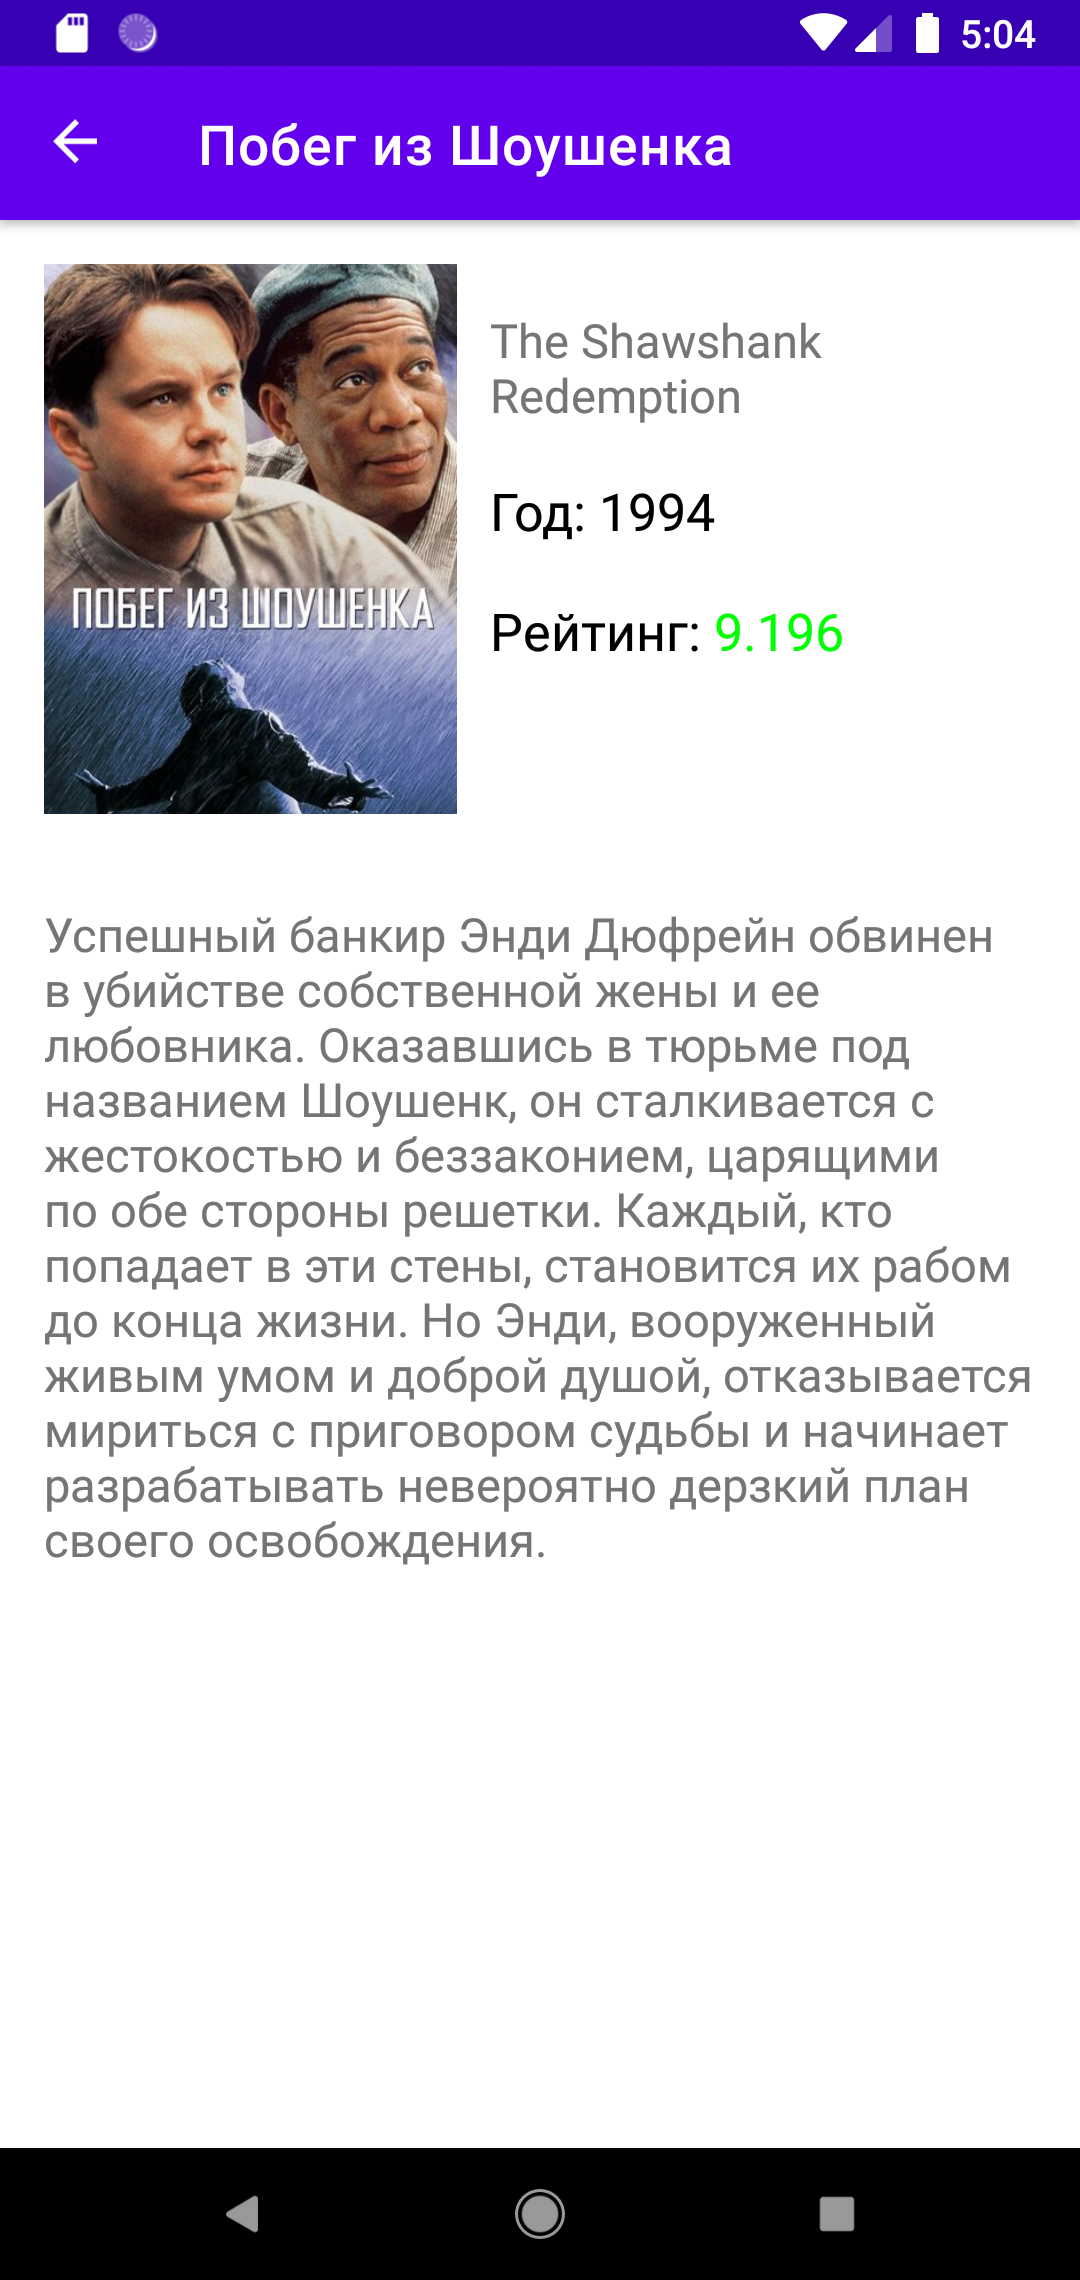 5:04
Побег из Шоушенка
The Shawshank
Redemption
Год: 1994
Рейтинг: 9.196
ПОБЕГ ИЗ ШОУШЕНКА
Успешный банкир Энди Дюфрейн обвинен
в убийстве собственной жены и ее
любовника. Оказавшись в тюрьме под
названием Шоушенк, он сталкивается с
жестокостью и беззаконием, царящими
по обе стороны решетки. Каждый, кто
попадает в эти стены, становится их рабом
до конца жизни. Но Энди, вооруженный
живым умом и доброй душой, отказывается
мириться с приговором судьбы и начинает
разрабатывать невероятно дерзкий план
своего освобождения.